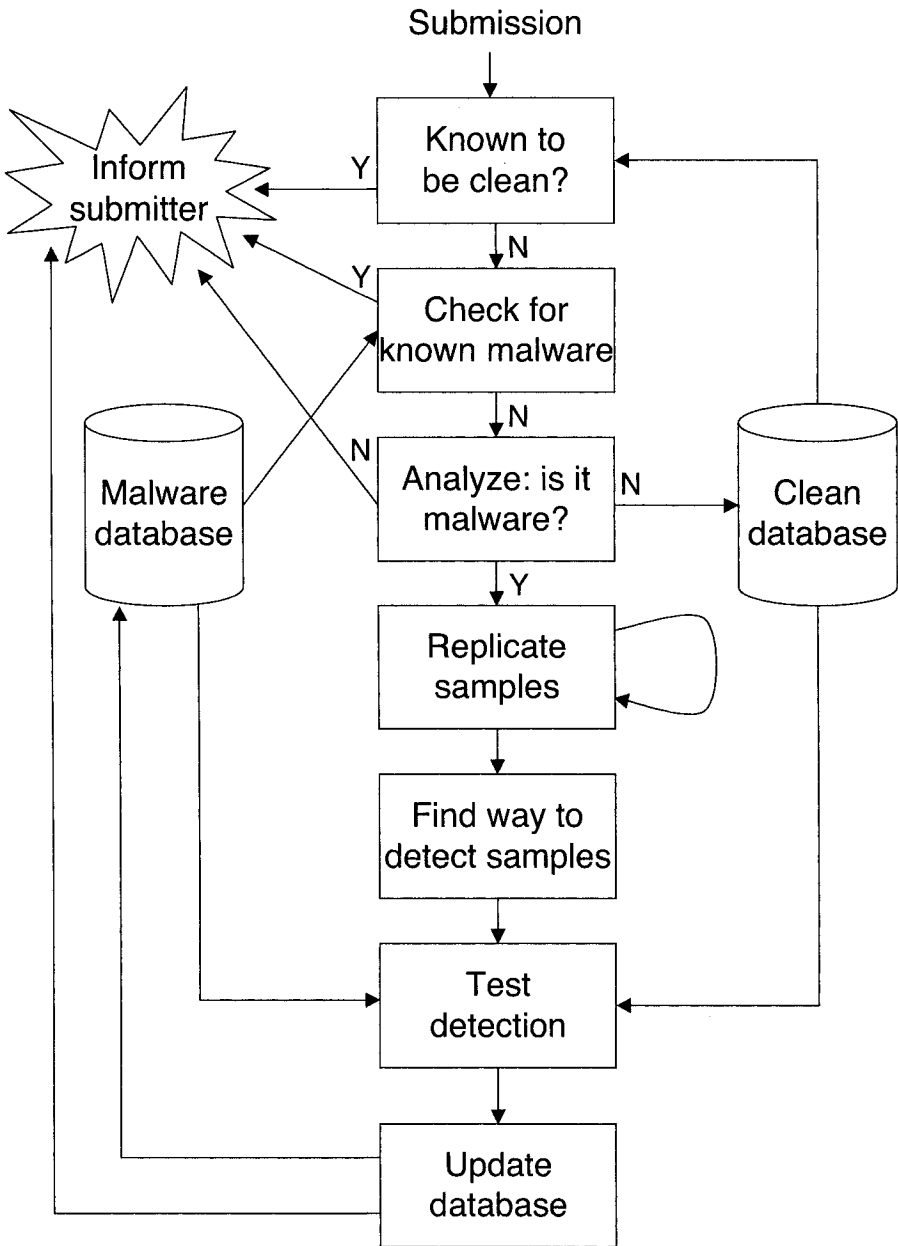 Submission
Known to
be clean?
Inform
submitter
Y
N
Y
Check for
known malware
N
N
Malware
database
Analyze: is it
malware?
N
Clean
database
Y
Replicate
samples
Find way to
detect samples
Test
detection
Update
database